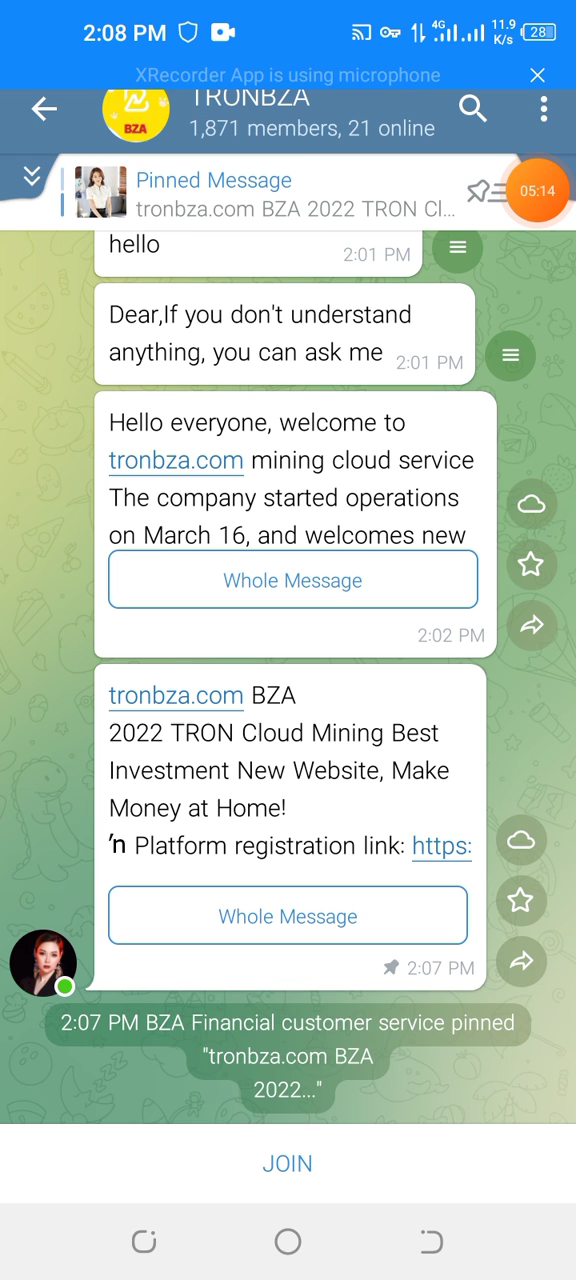 2:08 PM 4G 11.9 K/s 28
XRecorder App is using microphone
TRONBZA
BZA
1,871 members, 21 online
Pinned Message
tronbza.com BZA 2022 TRON Cl...
05:14
hello
2:01 PM
Dear,If you don't understand
anything, you can ask me 2:01 PM
Hello everyone, welcome to
tronbza.com mining cloud service
The company started operations
on March 16, and welcomes new
Whole Message
2:02 PM
tronbza.com BZA
2022 TRON Cloud Mining Best
Investment New Website, Make
Money at Home!
ŉ Platform registration link: https:
Whole Message
2:07 PM
2:07 PM BZA Financial customer service pinned
"tronbza.com BZA
2022..."
JOIN